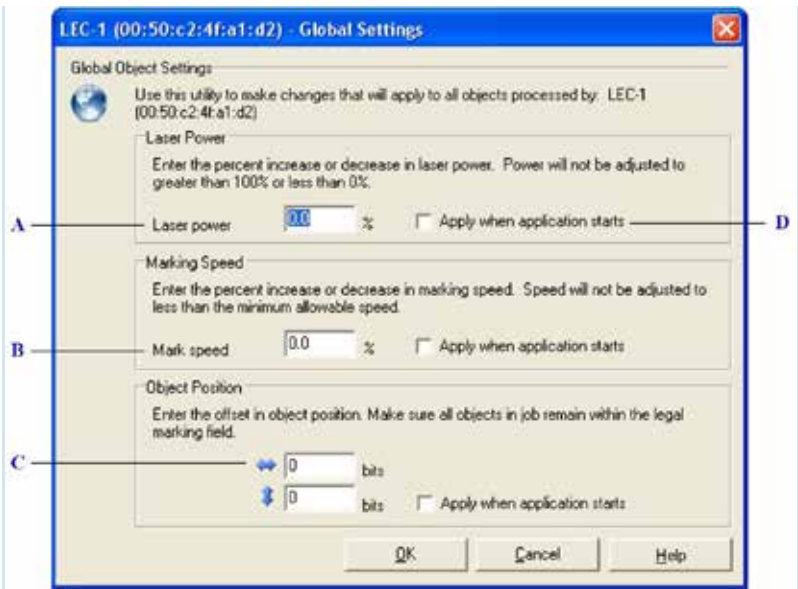 LEC-1 (00:50:c2:4f:a1:d2) - Global Settings
Global Object Settings
Use this utility to make changes that will apply to all objects processed by: LEC-1
(00:50:c2:4f:a1:d2)
Laser Power
Enter the percent increase or decrease in laser power. Power will not be adjusted to
greater than 100% or less than 0%.
A Laser power 0.0 % Apply when application starts D
Marking Speed
Enter the percent increase or decrease in marking speed. Speed will not be adjusted to
less than the minimum allowable speed.
B Mark speed 0.0 % Apply when application starts
Object Position
Enter the offset in object position. Make sure all objects in job remain within the legal
marking field.
C 0 bits
0 bits Apply when application starts
OK Cancel Help